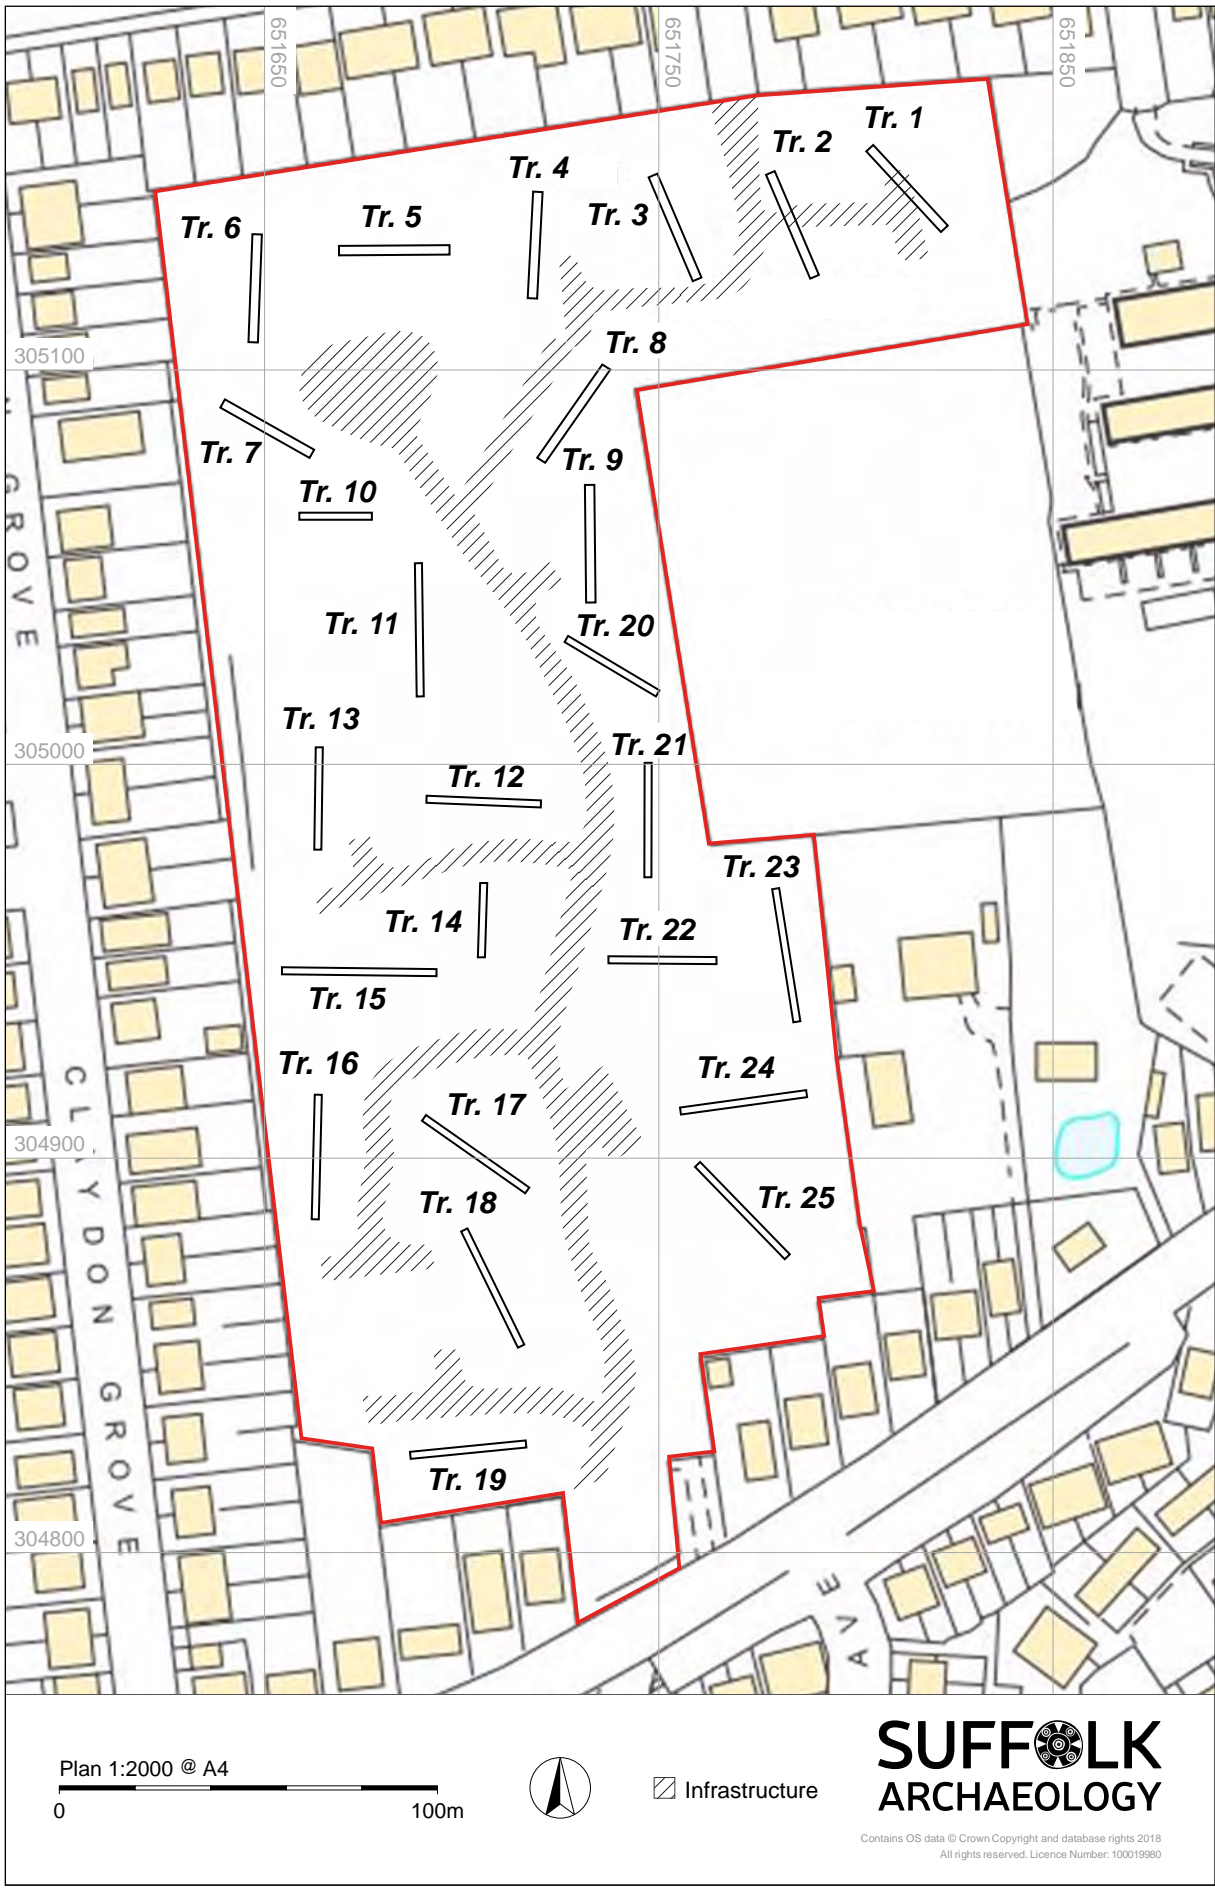 651650
651750
651850
Tr. 1
Tr. 2
Tr. 4
Tr. 3
Tr. 5
Tr. 6
305100
Tr. 8
Tr. 7
Tr. 9
Tr. 10
GROVE
Tr. 11
Tr. 20
Tr. 13
305000
Tr. 21
Tr. 12
Tr. 23
Tr. 14
Tr. 22
Tr. 15
Tr. 16
Tr. 24
Tr. 17
304900
Tr. 18
Tr. 25
CLAYDON GROVE
Tr. 19
304800
AVE
Plan 1:2000 @ A4
0 100m
Infrastructure
SUFFOLK
ARCHAEOLOGY
Contains OS data © Crown Copyright and database rights 2018
All rights reserved. Licence Number: 100019980